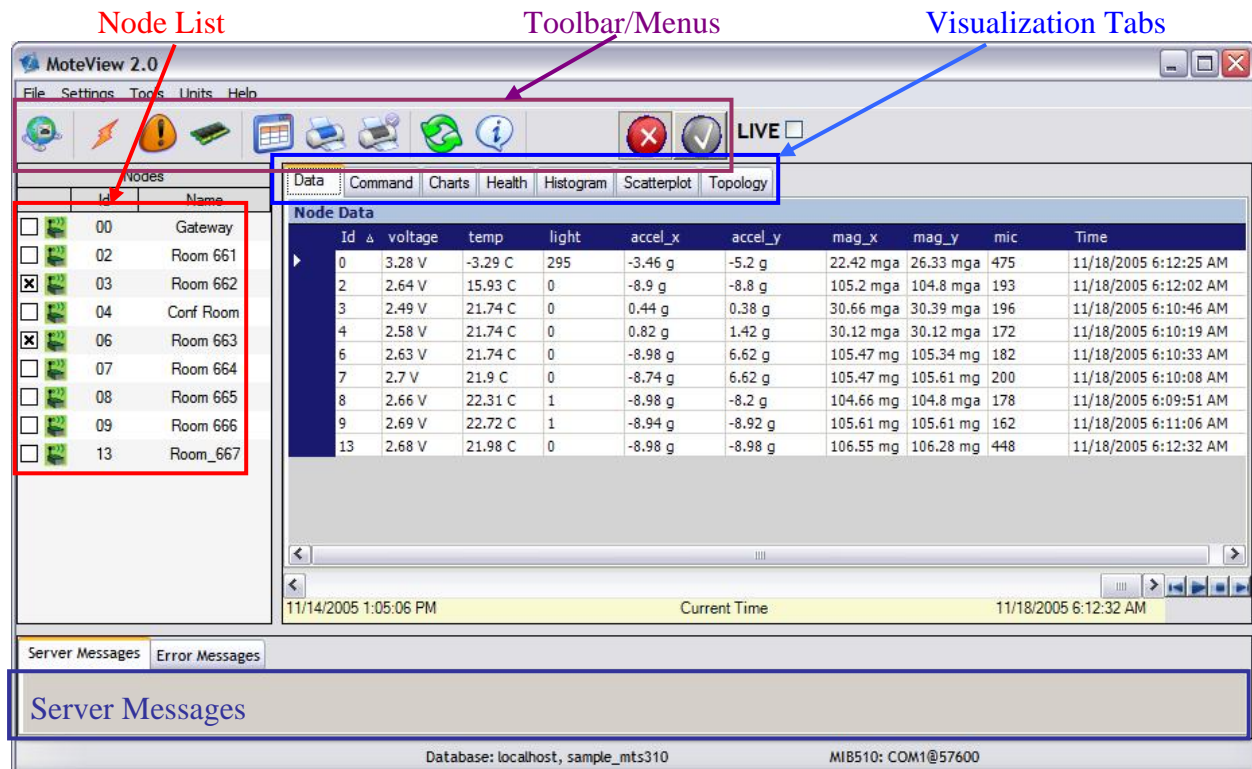 Node List Toolbar/Menus Visualization Tabs
MoteView 2.0
File Settings Tools Units Help
LIVE
Nodes
Id Name
00 Gateway
02 Room 661
03 Room 662
04 Conf Room
06 Room 663
07 Room 664
08 Room 665
09 Room 666
13 Room_667
Data Command Charts Health Histogram Scatterplot Topology
Node Data
Id voltage temp light accel_x accel_y mag_x mag_y mic Time
0 3.28 V -3.29 C 295 -3.46 g -5.2 g 22.42 mga 26.33 mga 475 11/18/2005 6:12:25 AM
2 2.64 V 15.93 C 0 -8.9 g -8.8 g 105.2 mga 104.8 mga 193 11/18/2005 6:12:02 AM
3 2.49 V 21.74 C 0 0.44 g 0.38 g 30.66 mga 30.39 mga 196 11/18/2005 6:10:46 AM
4 2.58 V 21.74 C 0 0.82 g 1.42 g 30.12 mga 30.12 mga 172 11/18/2005 6:10:19 AM
6 2.63 V 21.74 C 0 -8.98 g 6.62 g 105.47 mg 105.34 mg 182 11/18/2005 6:10:33 AM
7 2.7 V 21.9 C 0 -8.74 g 6.62 g 105.47 mg 105.61 mg 200 11/18/2005 6:10:08 AM
8 2.66 V 22.31 C 1 -8.98 g -8.2 g 104.66 mg 104.8 mga 178 11/18/2005 6:09:51 AM
9 2.69 V 22.72 C 1 -8.94 g -8.92 g 105.61 mg 105.61 mg 162 11/18/2005 6:11:06 AM
13 2.68 V 21.98 C 0 -8.98 g -8.98 g 106.55 mg 106.28 mg 448 11/18/2005 6:12:32 AM
11/14/2005 1:05:06 PM Current Time 11/18/2005 6:12:32 AM
Server Messages Error Messages
Server Messages
Database: localhost, sample_mts310 MIB510: COM1@57600